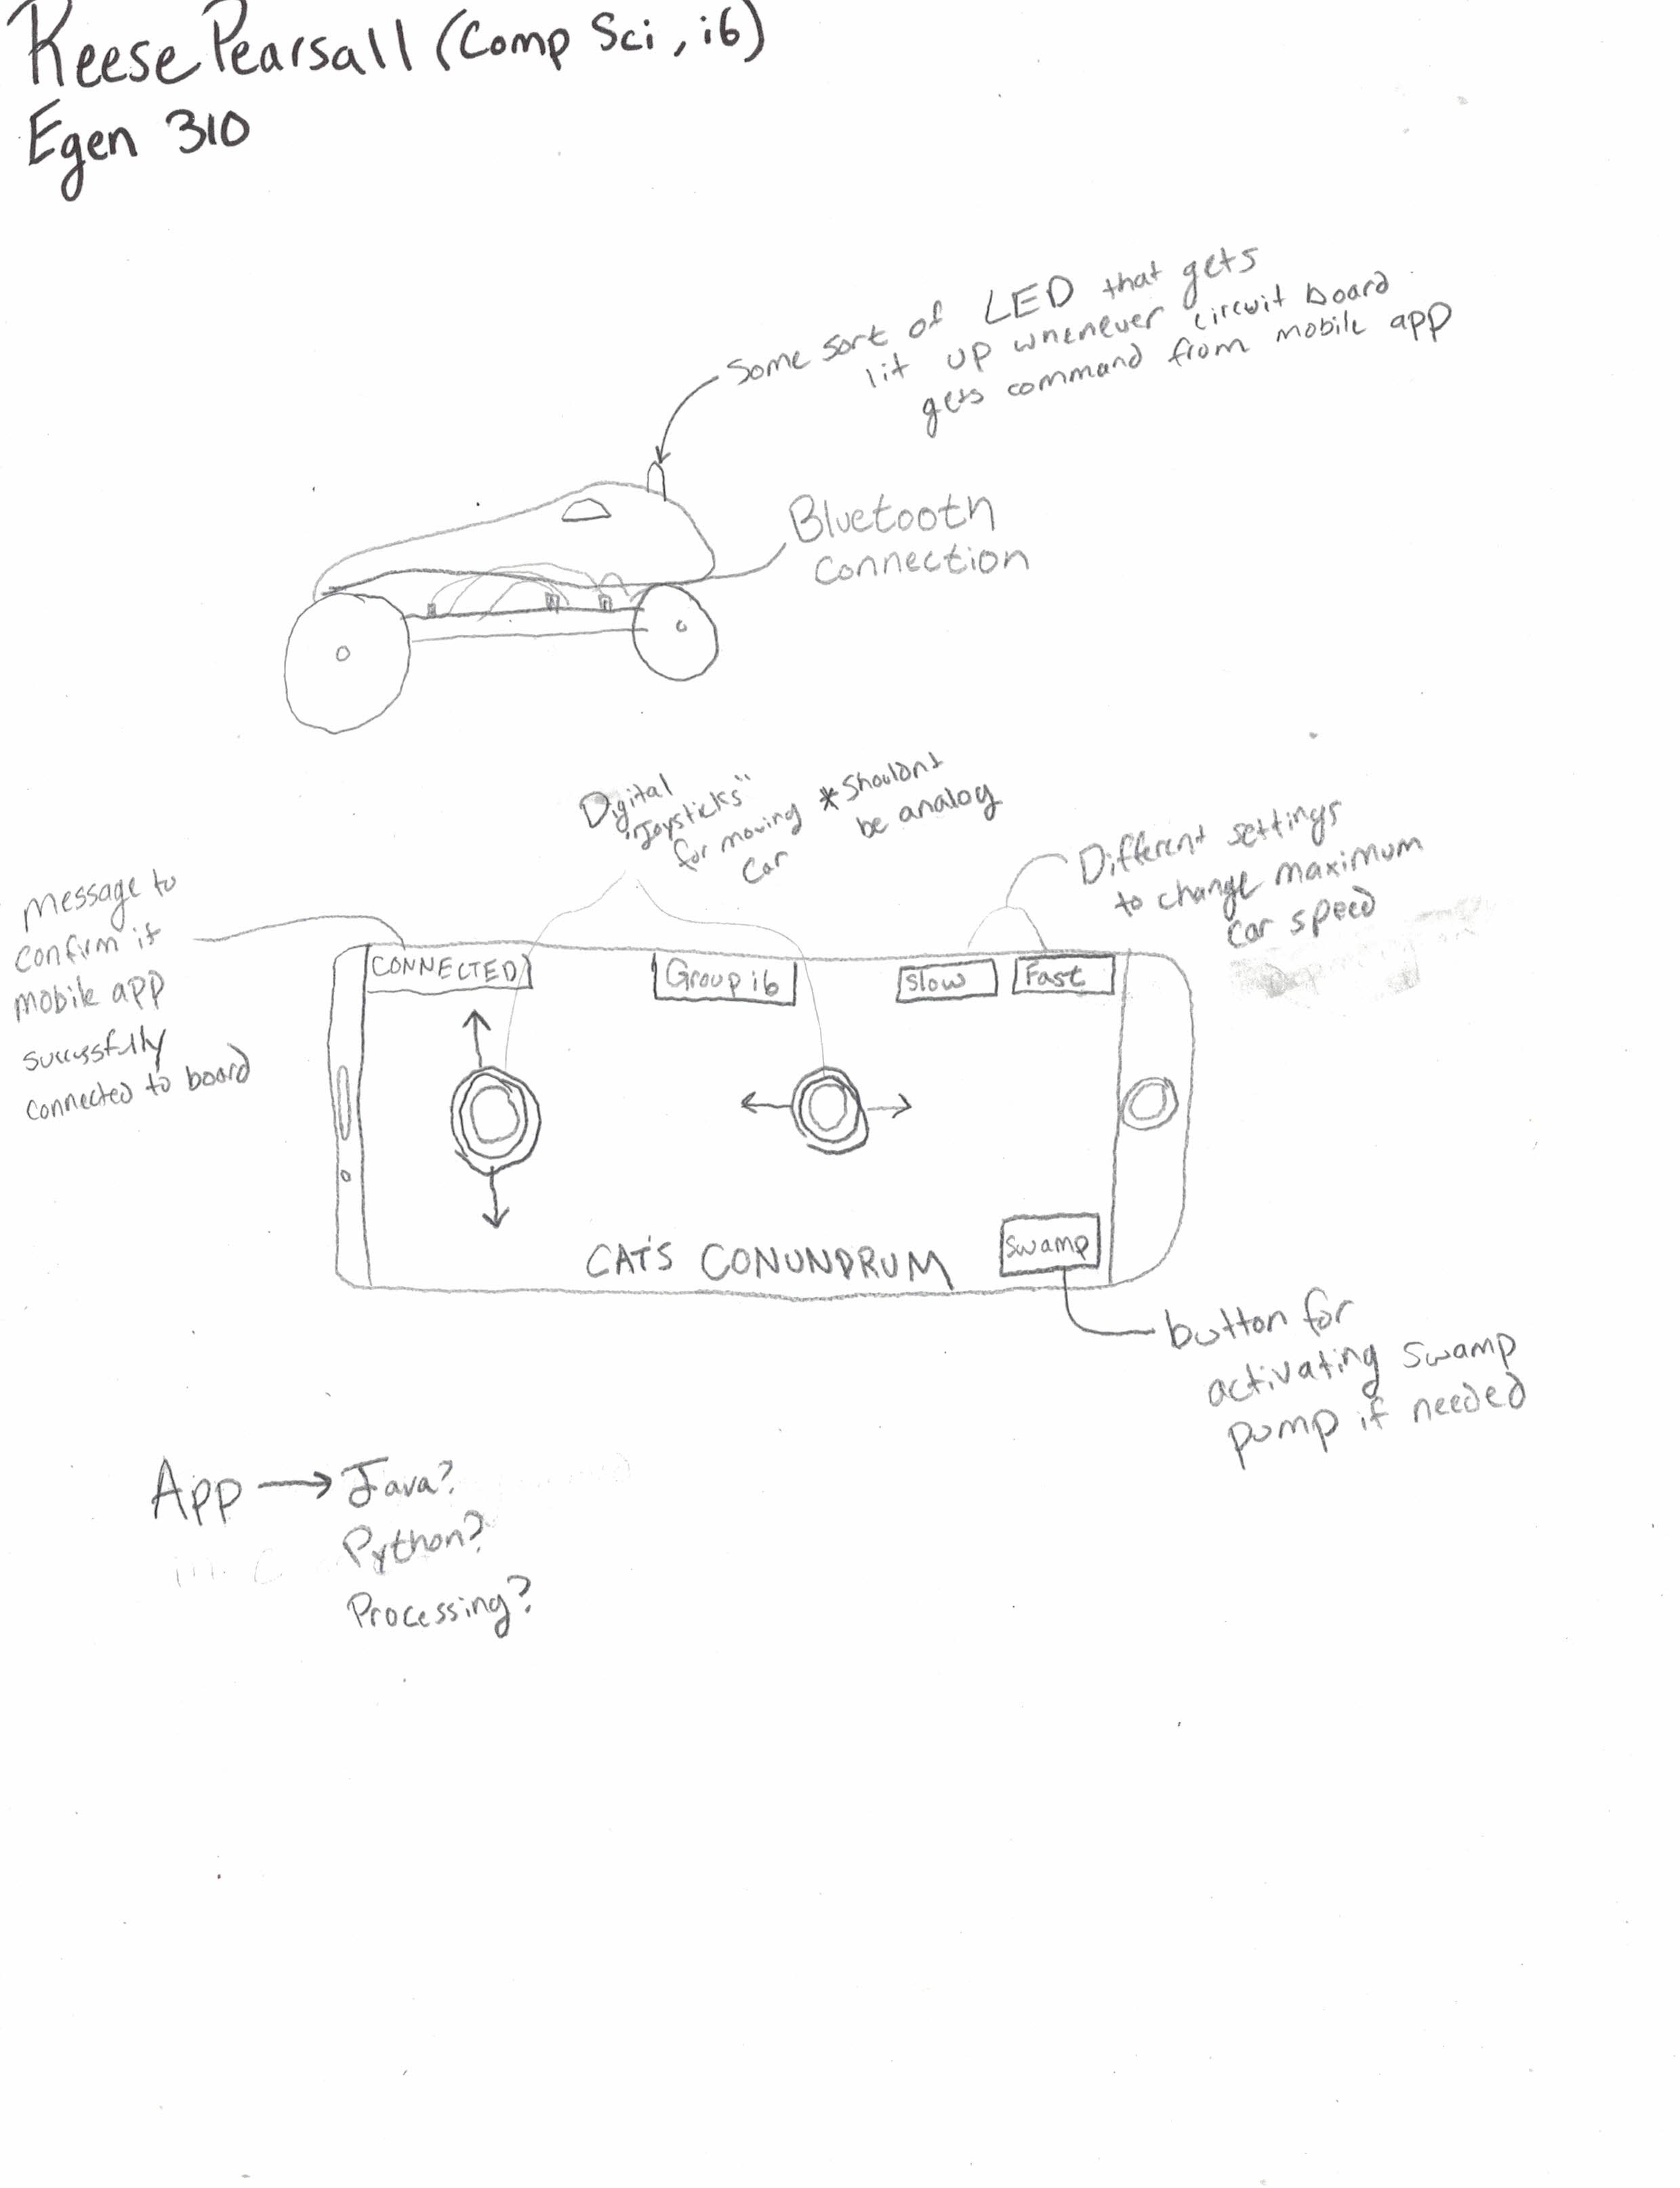 Reese Pearsall (Comp Sci, i6)
Egen 310
Some sort of LED that gets
lit up whenever circuit board
gets command from mobile app
Bluetooth
Connection
Digital
"Joysticks"
for moving
Car
*Shouldnt
be analog
Different settings
to change maximum
car speed
message to
confirm if
mobile app
successfully
connected to board
CONNECTED
Group i6
Slow
Fast
CATS CONUNDRUM
Swamp
button for
activating swamp
pump if needed
App → Java?
Python?
Processing?